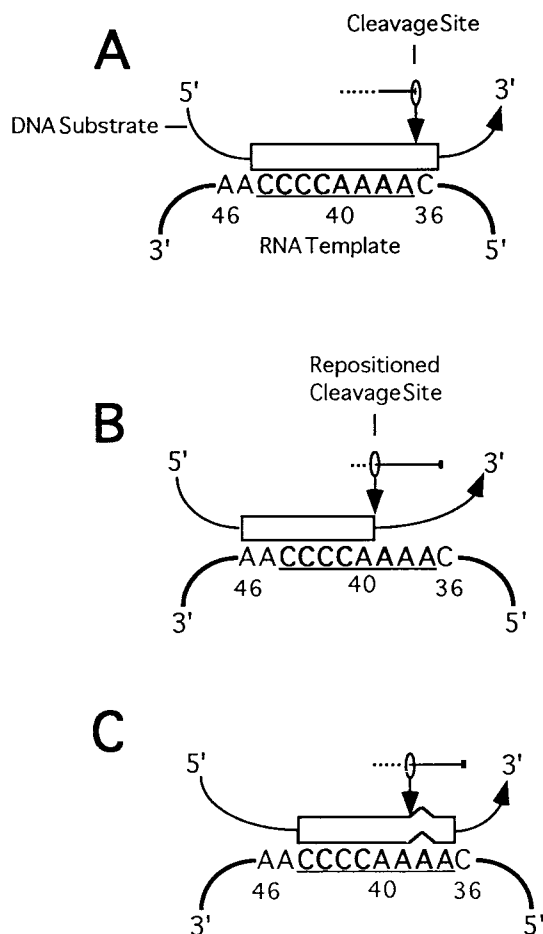 A
Cleavage Site
5'
3'
DNA Substrate
AACCCCAAAAC
46 40 36
3'
RNA Template
5'
B
Repositioned
Cleavage Site
5'
3'
AACCCCAAAAC
46 40 36
3'
5'
C
5'
3'
AACCCCAAAAC
46 40 36
3'
5'